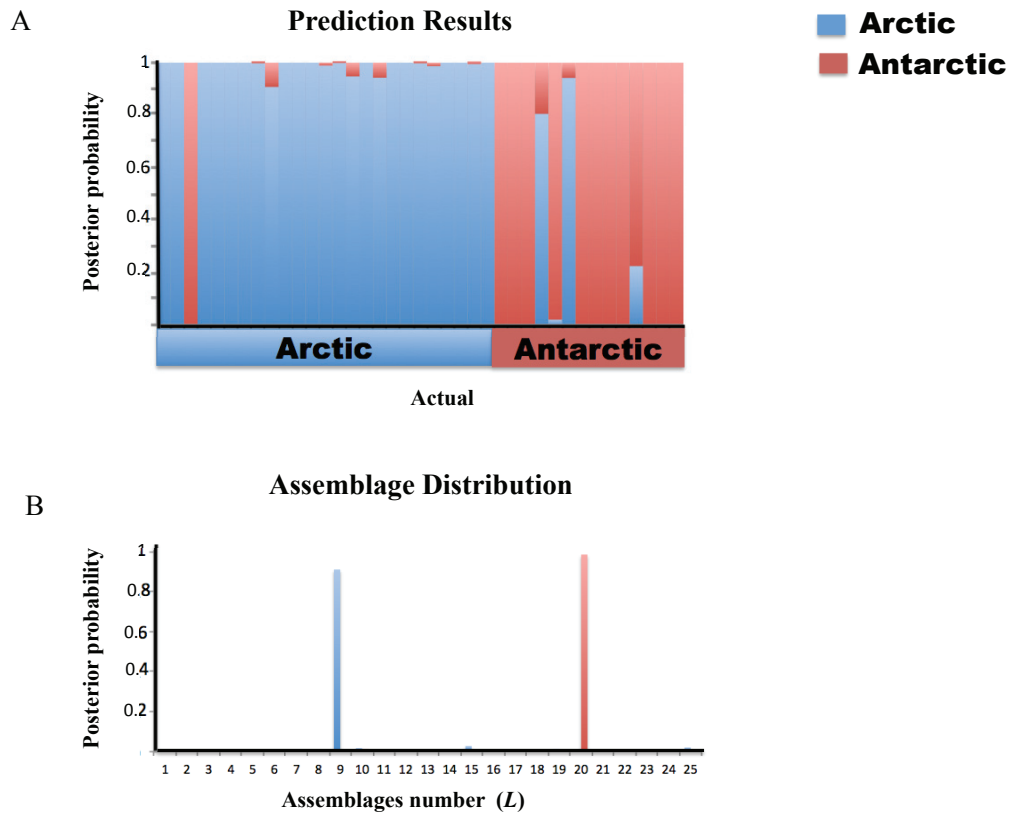 A
Prediction Results
Arctic
Antarctic
Posterior probability
1
0.8
0.6
0.4
0.2
Arctic
Antarctic
Actual
B
Assemblage Distribution
Posterior probability
1
0.8
0.6
0.4
0.2
1 2 3 4 5 6 7 8 9 10 11 12 13 14 15 16 17 18 19 20 21 22 23 24 25
Assemblages number (L)